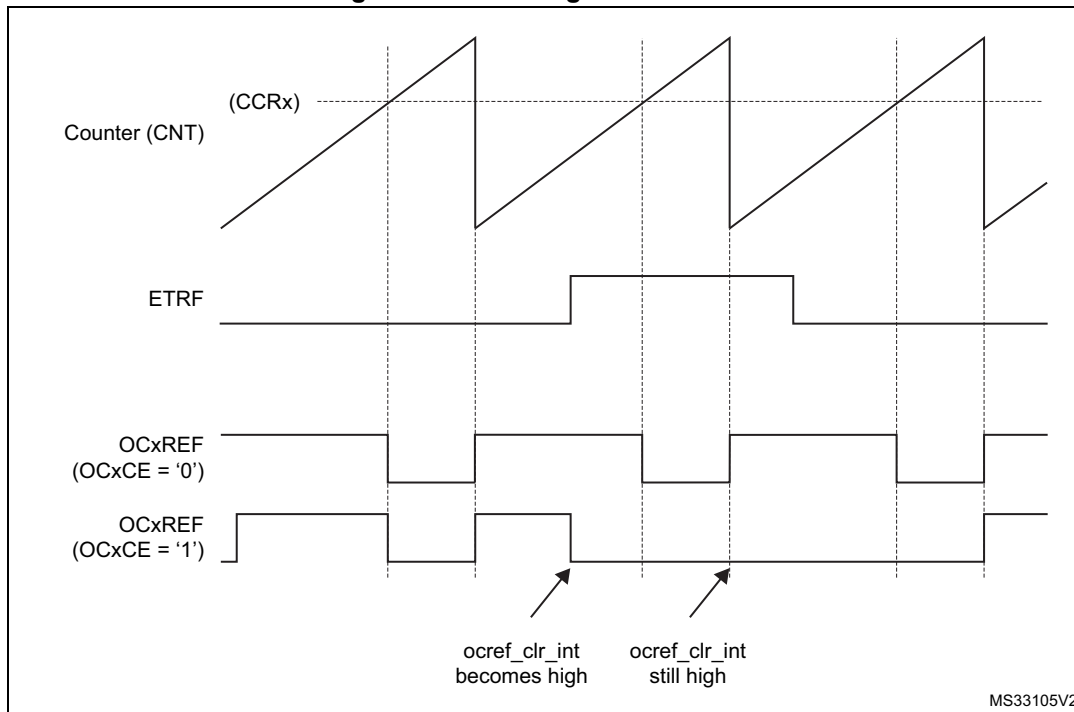 (CCRx)
Counter (CNT)
ETRF
OCxREF
(OCxCE = ‘0’)
OCxREF
(OCxCE = ‘1’)
ocref_clr_int
becomes high
ocref_clr_int
still high
MS33105V2